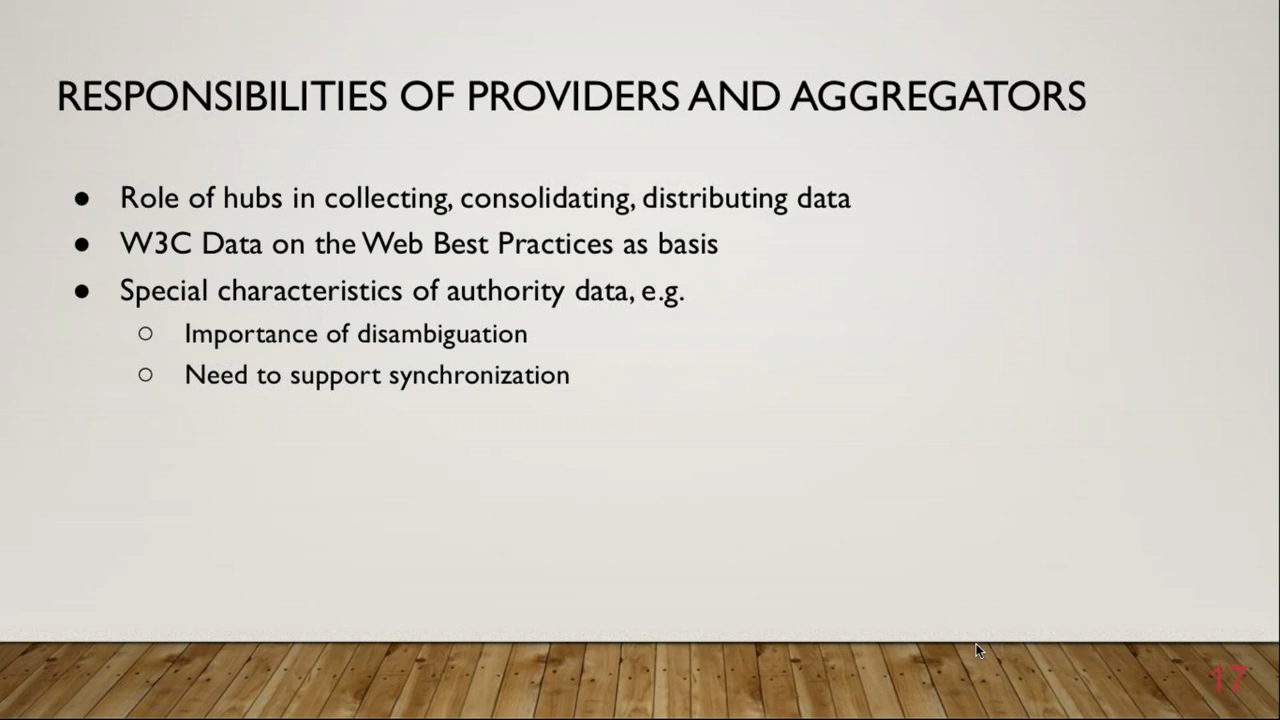 RESPONSIBILITIES OF PROVIDERS AND AGGREGATORS
● Role of hubs in collecting, consolidating, distributing data
● W3C Data on the Web Best Practices as basis
● Special characteristics of authority data, e.g.
○ Importance of disambiguation
○ Need to support synchronization
17